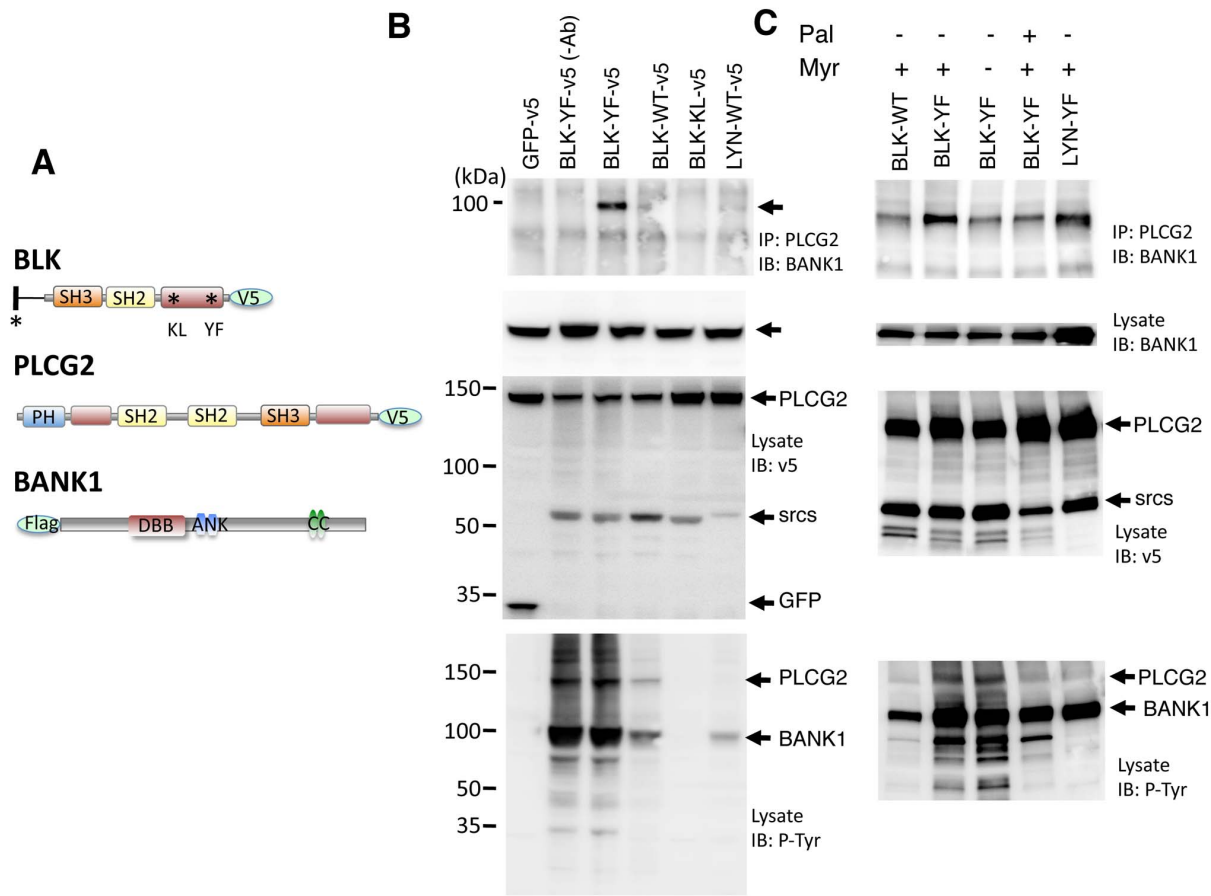 A
BLK
SH3 SH2 * * V5
*
KL YF
PLCG2
PH SH2 SH2 SH3 V5
BANK1
Flag DBB ANK CC
B
GFP-v5
BLK-YF-v5 (-Ab)
BLK-YF-v5
BLK-WT-v5
BLK-KL-v5
LYN-WT-v5
(kDa)
100
IP: PLCG2
IB: BANK1
150
PLCG2
Lysate
IB: v5
100
50
srcs
35
GFP
150
PLCG2
100
BANK1
50
35
Lysate
IB: P-Tyr
C
Pal - - - + -
Myr + + - + +
BLK-WT
BLK-YF
BLK-YF
BLK-YF
LYN-YF
IP: PLCG2
IB: BANK1
Lysate
IB: BANK1
PLCG2
srcs
Lysate
IB: v5
PLCG2
BANK1
Lysate
IB: P-Tyr